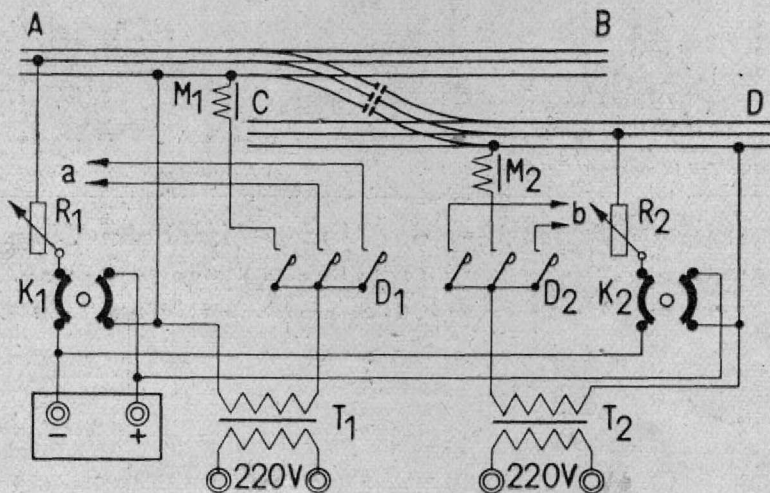 A B
M1 C D
a M2
R1 b R2
K1 D1 D2 K2
T1 T2
− +
220V 220V